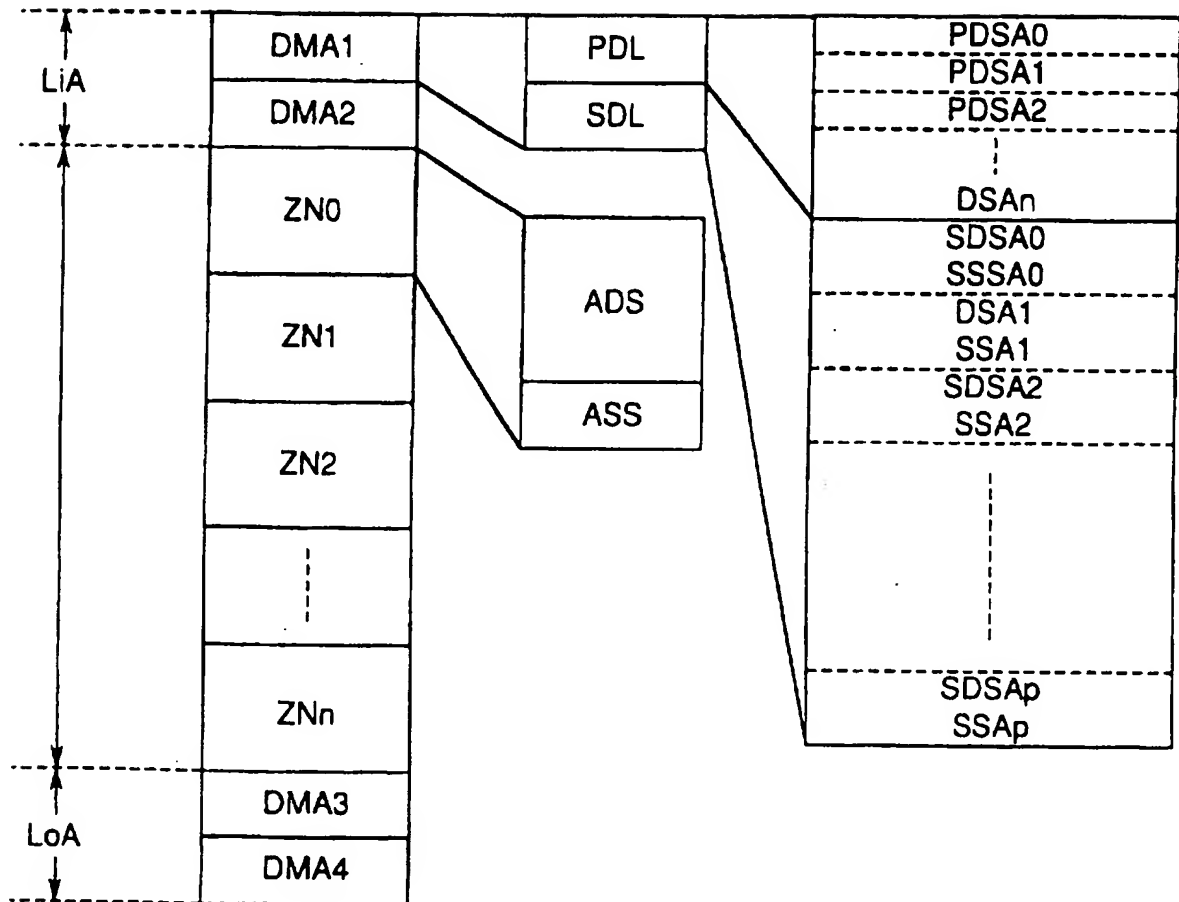 LiA
DMA1
DMA2
ZN0
ZN1
ZN2
ZNn
LoA
DMA3
DMA4
PDL
SDL
ADS
ASS
PDSA0
PDSA1
PDSA2
DSAn
SDSA0
SSSA0
DSA1
SSA1
SDSA2
SSA2
SDSAp
SSAp